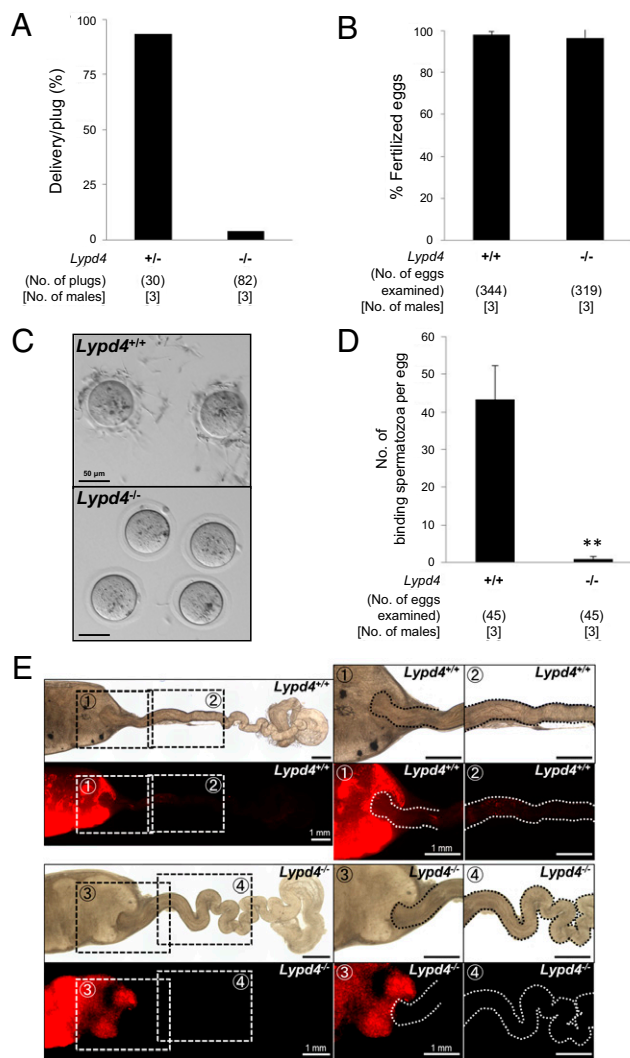 A
Delivery/plug (%)
100
75
50
25
0
Lypd4
+/-
-/-
(No. of plugs)
(30)
(82)
[No. of males]
[3]
[3]
B
% Fertilized eggs
100
80
60
40
20
0
Lypd4
+/+
-/-
(No. of eggs
examined)
(344)
(319)
[No. of males]
[3]
[3]
C
Lypd4+/+
50 µm
Lypd4-/-
D
No. of
binding spermatozoa per egg
60
50
40
30
20
10
0
**
Lypd4
+/+
-/-
(No. of eggs
examined)
(45)
(45)
[No. of males]
[3]
[3]
E
① ② Lypd4+/+
① Lypd4+/+
② Lypd4+/+
① ② Lypd4+/+
1 mm
① Lypd4+/+
1 mm
② Lypd4+/+
③ ④ Lypd4-/-
③ Lypd4-/-
④ Lypd4-/-
③ ④ Lypd4-/-
1 mm
③ Lypd4-/-
1 mm
④ Lypd4-/-